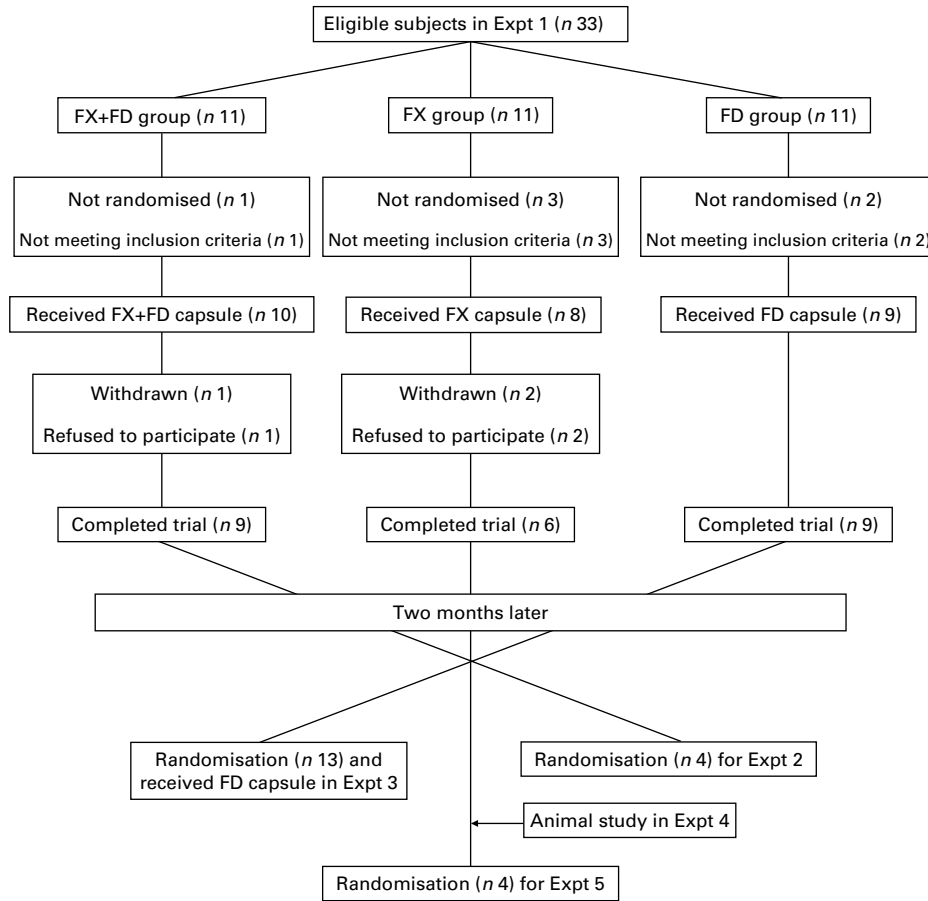 Eligible subjects in Expt 1 (n 33)
FX+FD group (n 11)
FX group (n 11)
FD group (n 11)
Not randomised (n 1)
Not meeting inclusion criteria (n 1)
Not randomised (n 3)
Not meeting inclusion criteria (n 3)
Not randomised (n 2)
Not meeting inclusion criteria (n 2)
Received FX+FD capsule (n 10)
Received FX capsule (n 8)
Received FD capsule (n 9)
Withdrawn (n 1)
Refused to participate (n 1)
Withdrawn (n 2)
Refused to participate (n 2)
Completed trial (n 9)
Completed trial (n 6)
Completed trial (n 9)
Two months later
Randomisation (n 13) and
received FD capsule in Expt 3
Randomisation (n 4) for Expt 2
Animal study in Expt 4
Randomisation (n 4) for Expt 5